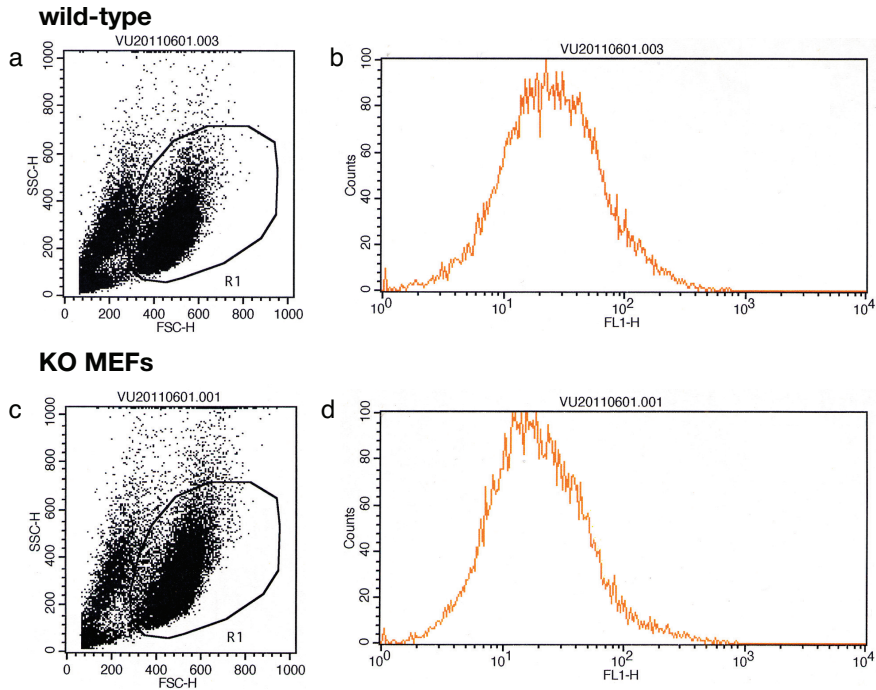 wild-type
a
VU20110601.003
SSC-H
1000
800
600
400
200
0
R1
0 200 400 600 800 1000
FSC-H
b
VU20110601.003
Counts
100
80
60
40
20
0
10^0 10^1 10^2 10^3 10^4
FL1-H
KO MEFs
c
VU20110601.001
SSC-H
1000
800
600
400
200
0
R1
0 200 400 600 800 1000
FSC-H
d
VU20110601.001
Counts
100
80
60
40
20
0
10^0 10^1 10^2 10^3 10^4
FL1-H